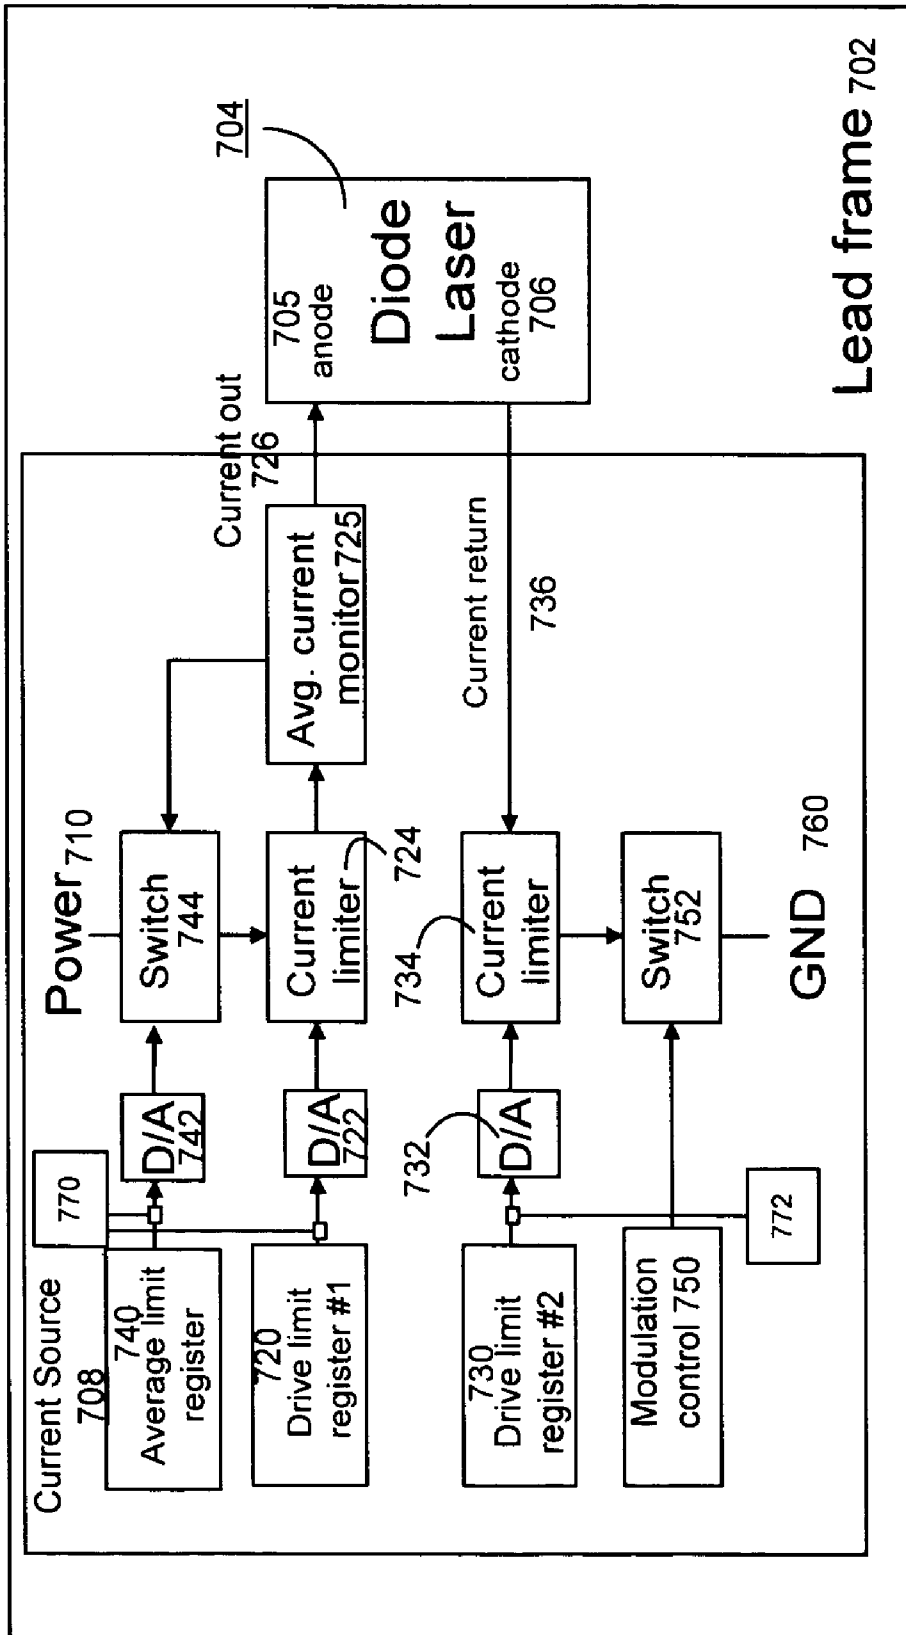 Current Source
708
770
740
Average limit
register
D/A
742
Power 710
Switch
744
720
Drive limit
register #1
D/A
722
Current
limiter
724
Avg. current
monitor 725
Current out
726
704
705
anode
Diode
Laser
cathode
706
730
Drive limit
register #2
732
D/A
734
Current
limiter
Current return
736
Modulation
control 750
772
Switch
752
GND 760
Lead frame 702